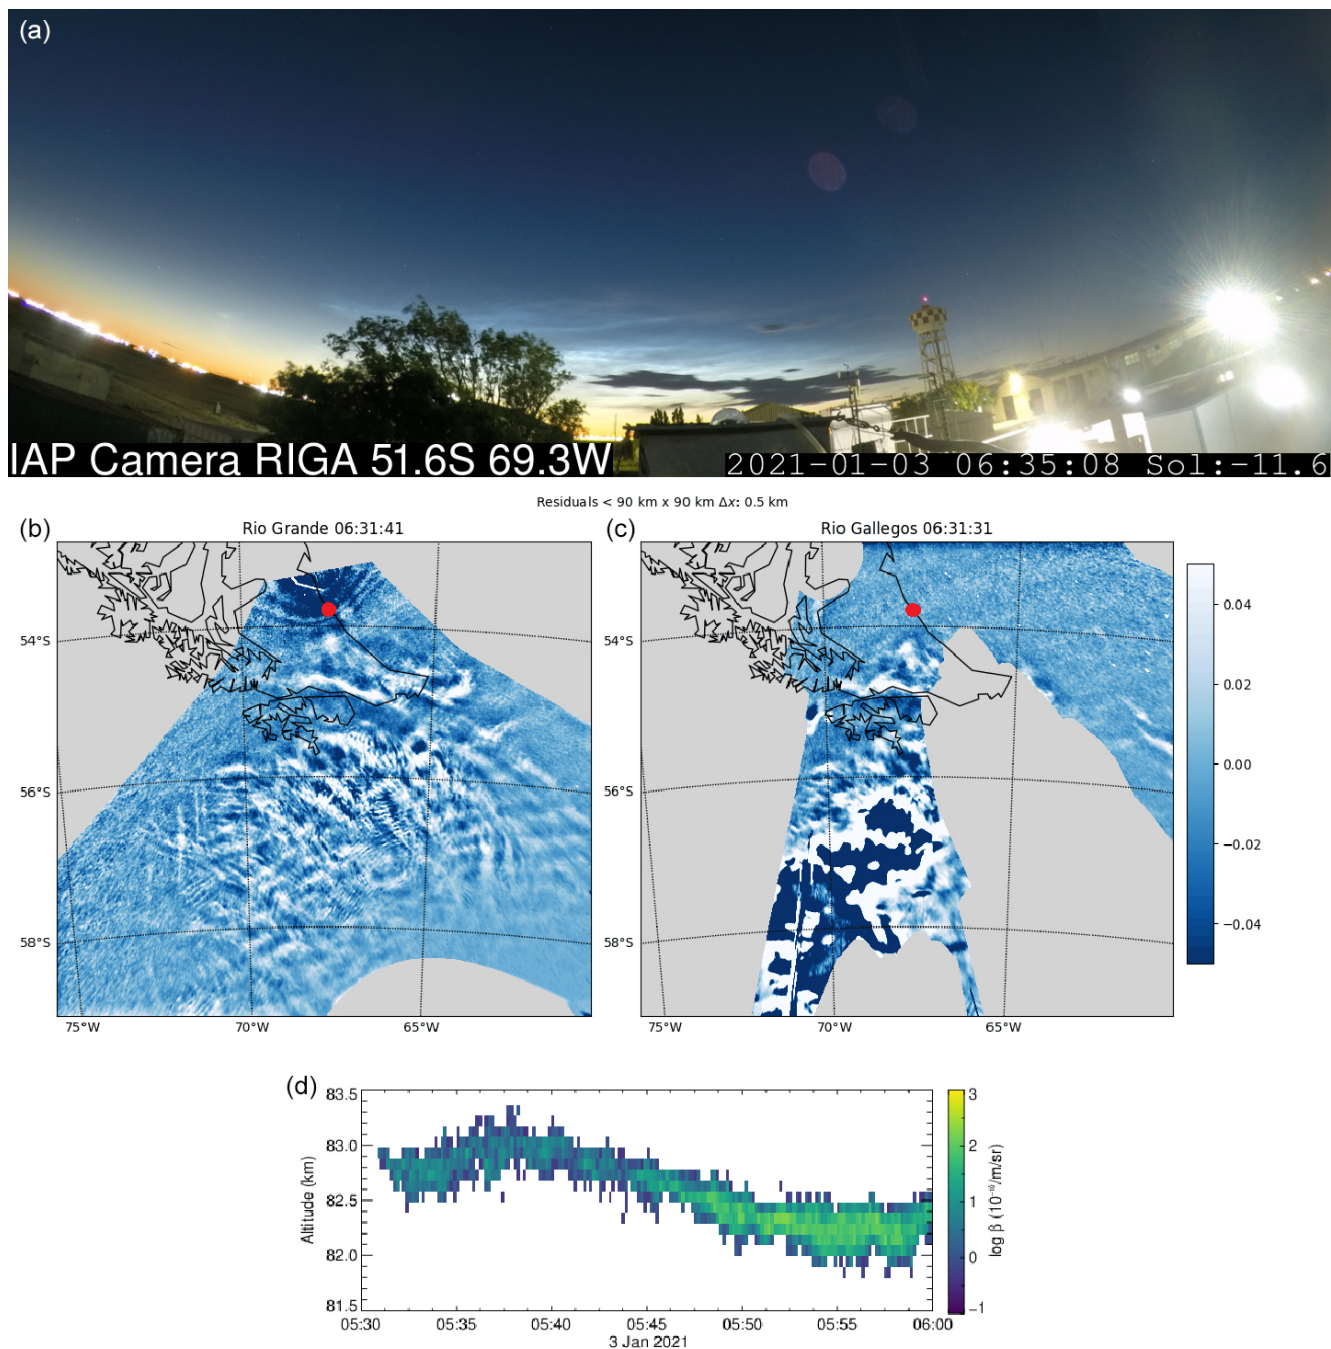 (a)
IAP Camera RIGA 51.6S 69.3W
2021-01-03 06:35:08 Sol:-11.6
Residuals < 90 km x 90 km Δx: 0.5 km
(b)
Rio Grande 06:31:41
(c)
Rio Gallegos 06:31:31
54°S
56°S
58°S
75°W
70°W
65°W
54°S
56°S
58°S
75°W
70°W
65°W
0.04
0.02
0.00
−0.02
−0.04
(d)
83.5
83.0
82.5
82.0
81.5
Altitude (km)
05:30
05:35
05:40
05:45
05:50
05:55
06:00
3 Jan 2021
3
2
1
0
−1
log β (10⁻¹⁰/m/sr)